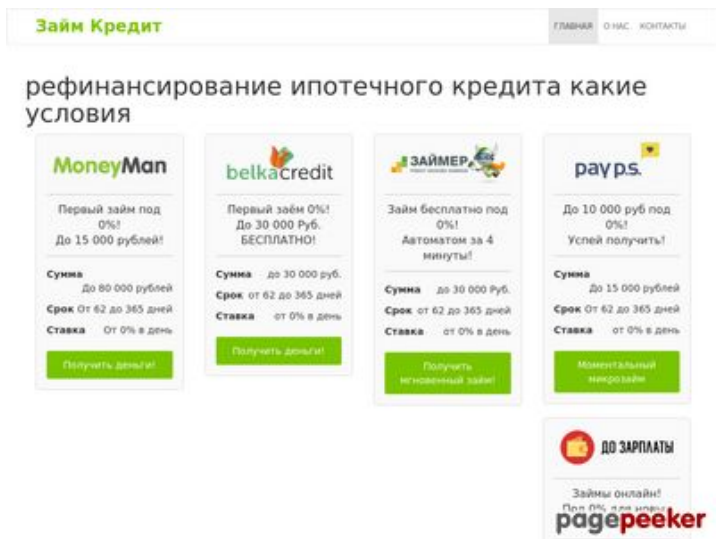 Займ Кредит
ГЛАВНАЯ О НАС. КОНТАКТЫ
рефинансирование ипотечного кредита какие
условия
MoneyMan
Первый займ под
0%!
До 15 000 рублей!
Сумма
До 80 000 рублей
Срок От 62 до 365 дней
Ставка От 0% в день
Получить деньги!
belkacredit
Первый заём 0%!
До 30 000 Руб.
БЕСПЛАТНО!
Сумма до 30 000 руб.
Срок от 62 до 365 дней
Ставка от 0% в день
Получить деньги!
ЗАЙМЕР
Займ бесплатно под
0%!
Автоматом за 4
минуты!
Сумма до 30 000 Руб.
Срок от 62 до 365 дней
Ставка от 0% в день
Получить
мгновенный займ!
pay p.s.
До 10 000 руб под
0%!
Успей получить!
Сумма
До 15 000 рублей
Срок От 62 до 365 дней
Ставка от 0% в день
Моментальный
микрозайм
ДО ЗАРПЛАТЫ
Займы онлайн!
Под 0% для новых
pagepeeker